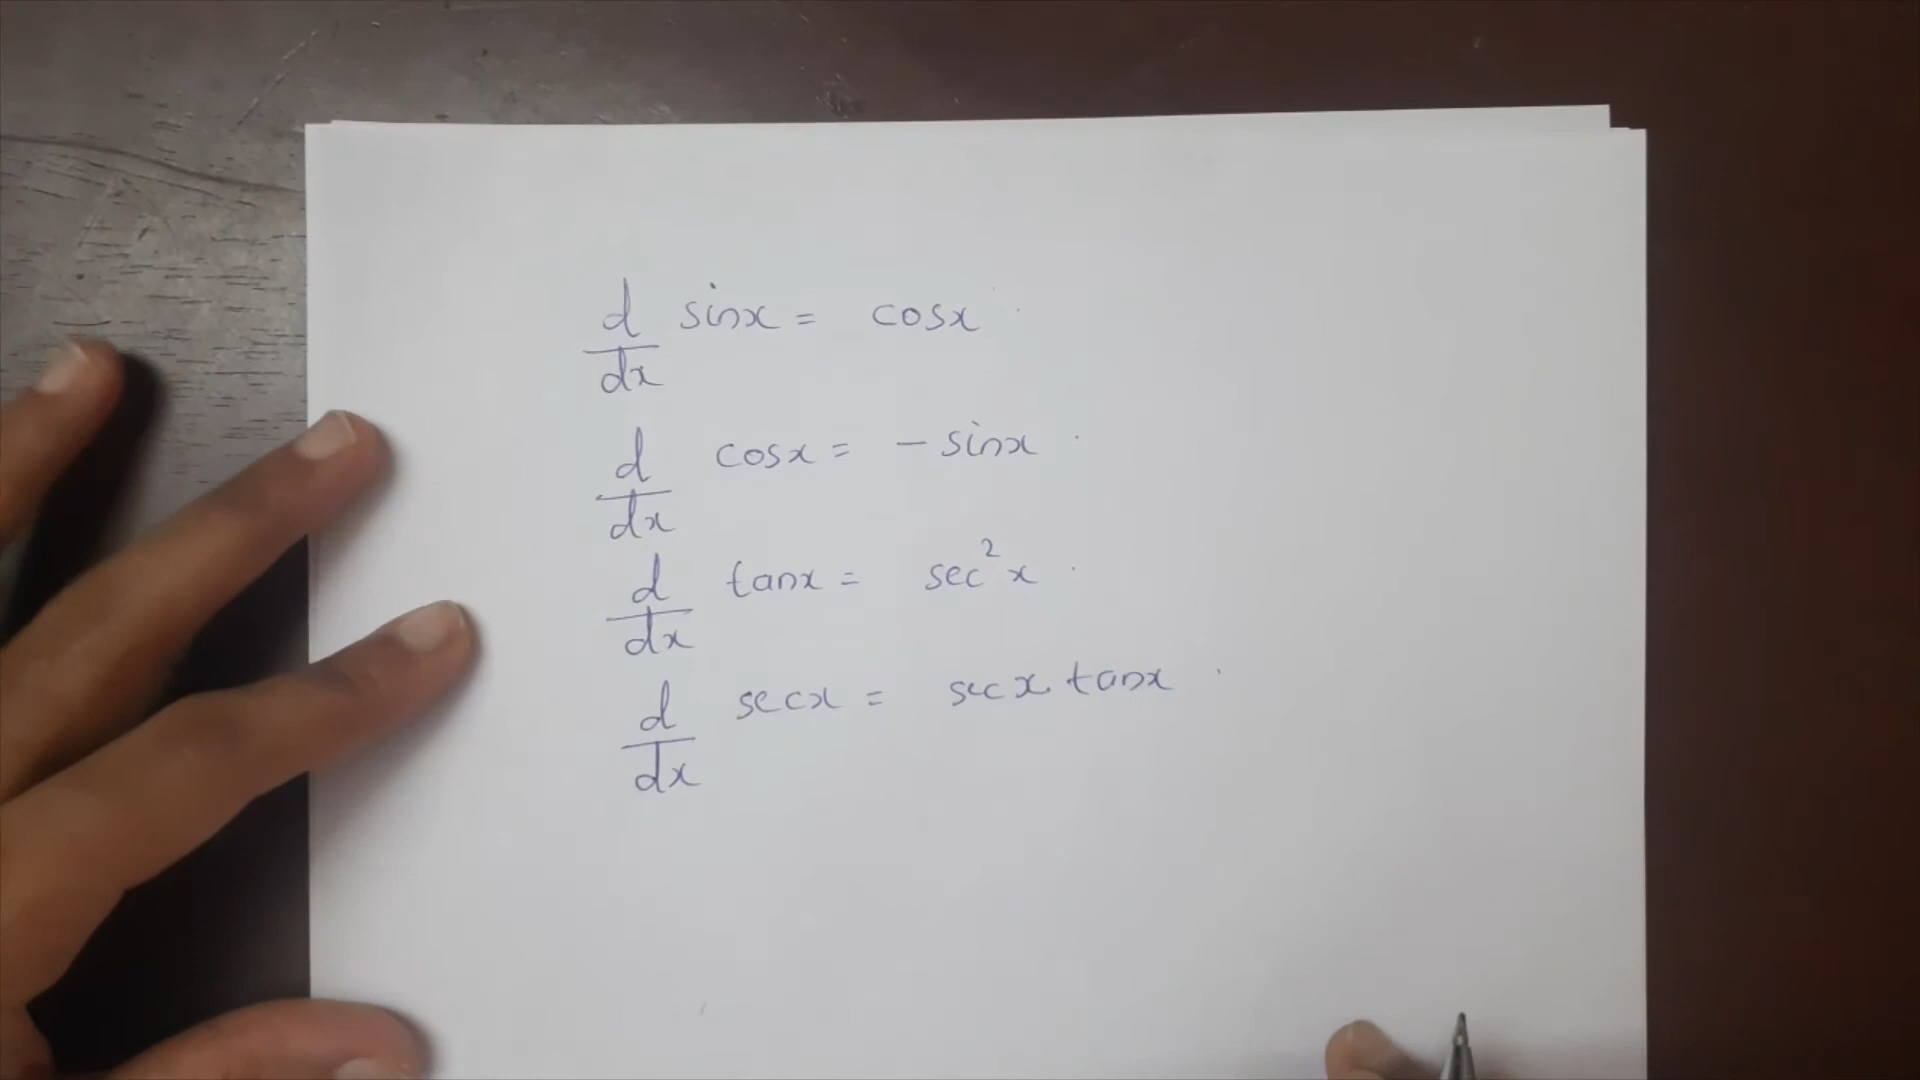 d/dx sinx = cosx
d/dx cosx = - sinx
d/dx tanx = sec²x
d/dx secx = secx. tanx